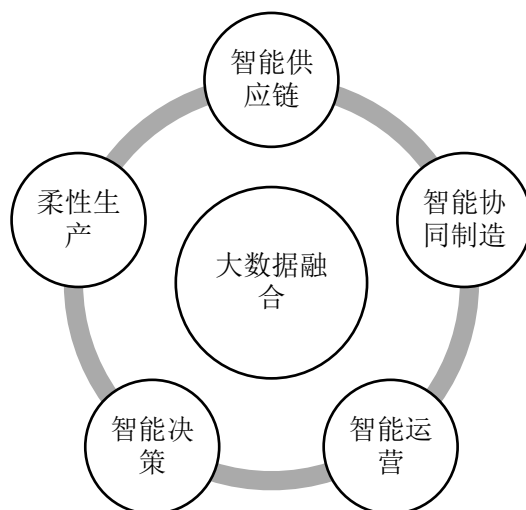 智能供
应链
柔性生
产
智能协
同制造
大数据融
合
智能决
策
智能运
营